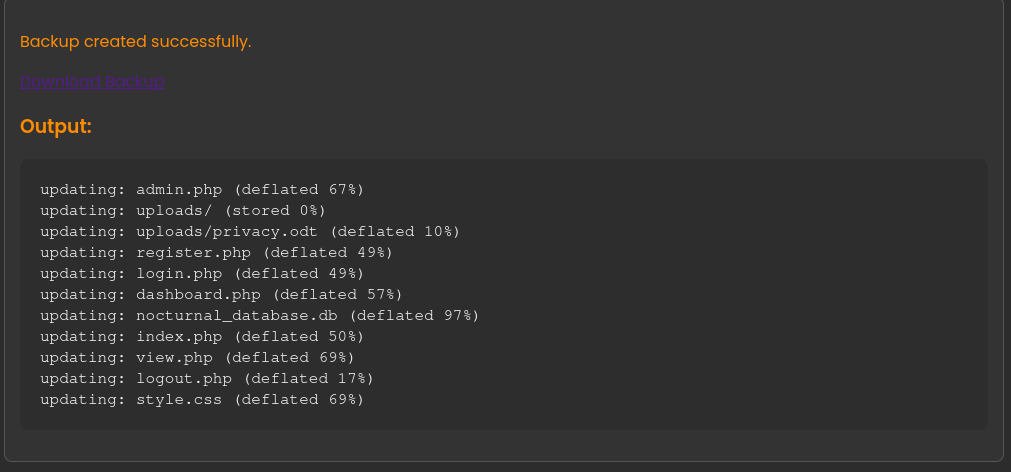 Backup created successfully.
Download Backup
Output:
updating: admin.php (deflated 67%)
updating: uploads/ (stored 0%)
updating: uploads/privacy.odt (deflated 10%)
updating: register.php (deflated 49%)
updating: login.php (deflated 49%)
updating: dashboard.php (deflated 57%)
updating: nocturnal_database.db (deflated 97%)
updating: index.php (deflated 50%)
updating: view.php (deflated 69%)
updating: logout.php (deflated 17%)
updating: style.css (deflated 69%)